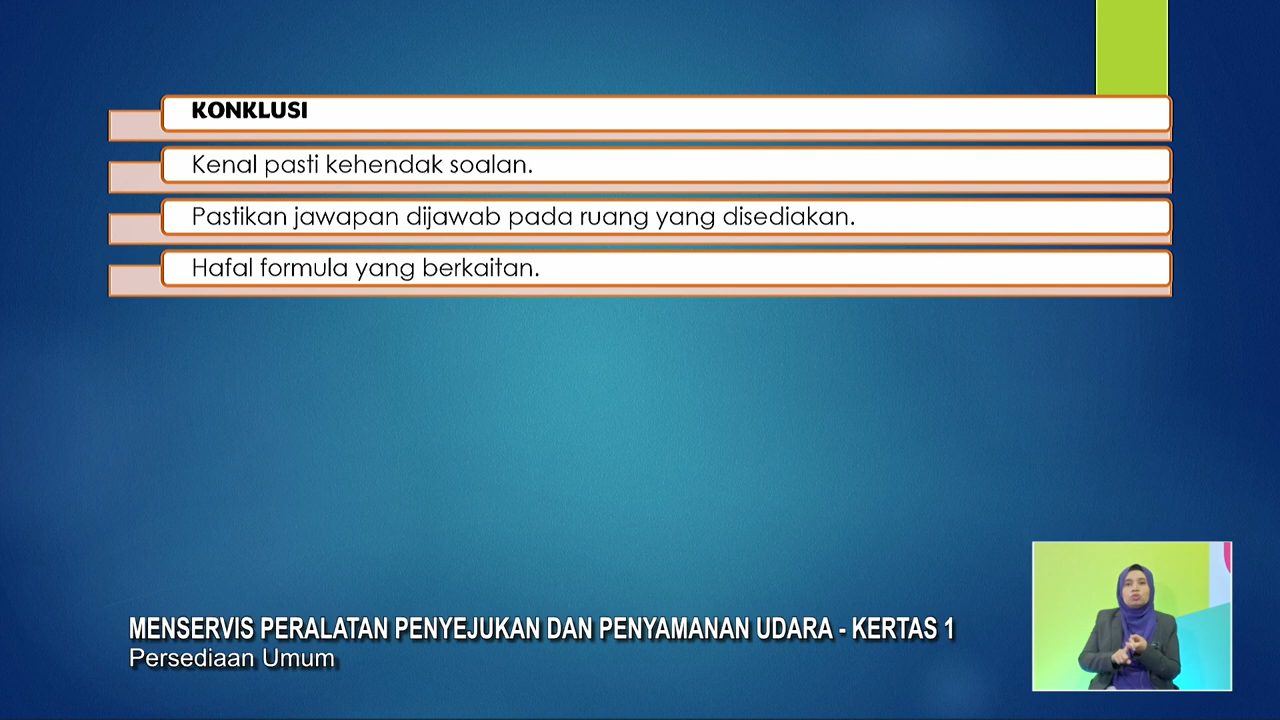 KONKLUSI
Kenal pasti kehendak soalan.
Pastikan jawapan dijawab pada ruang yang disediakan.
Hafal formula yang berkaitan.
MENSERVIS PERALATAN PENYEJUKAN DAN PENYAMANAN UDARA - KERTAS 1
Persediaan Umum